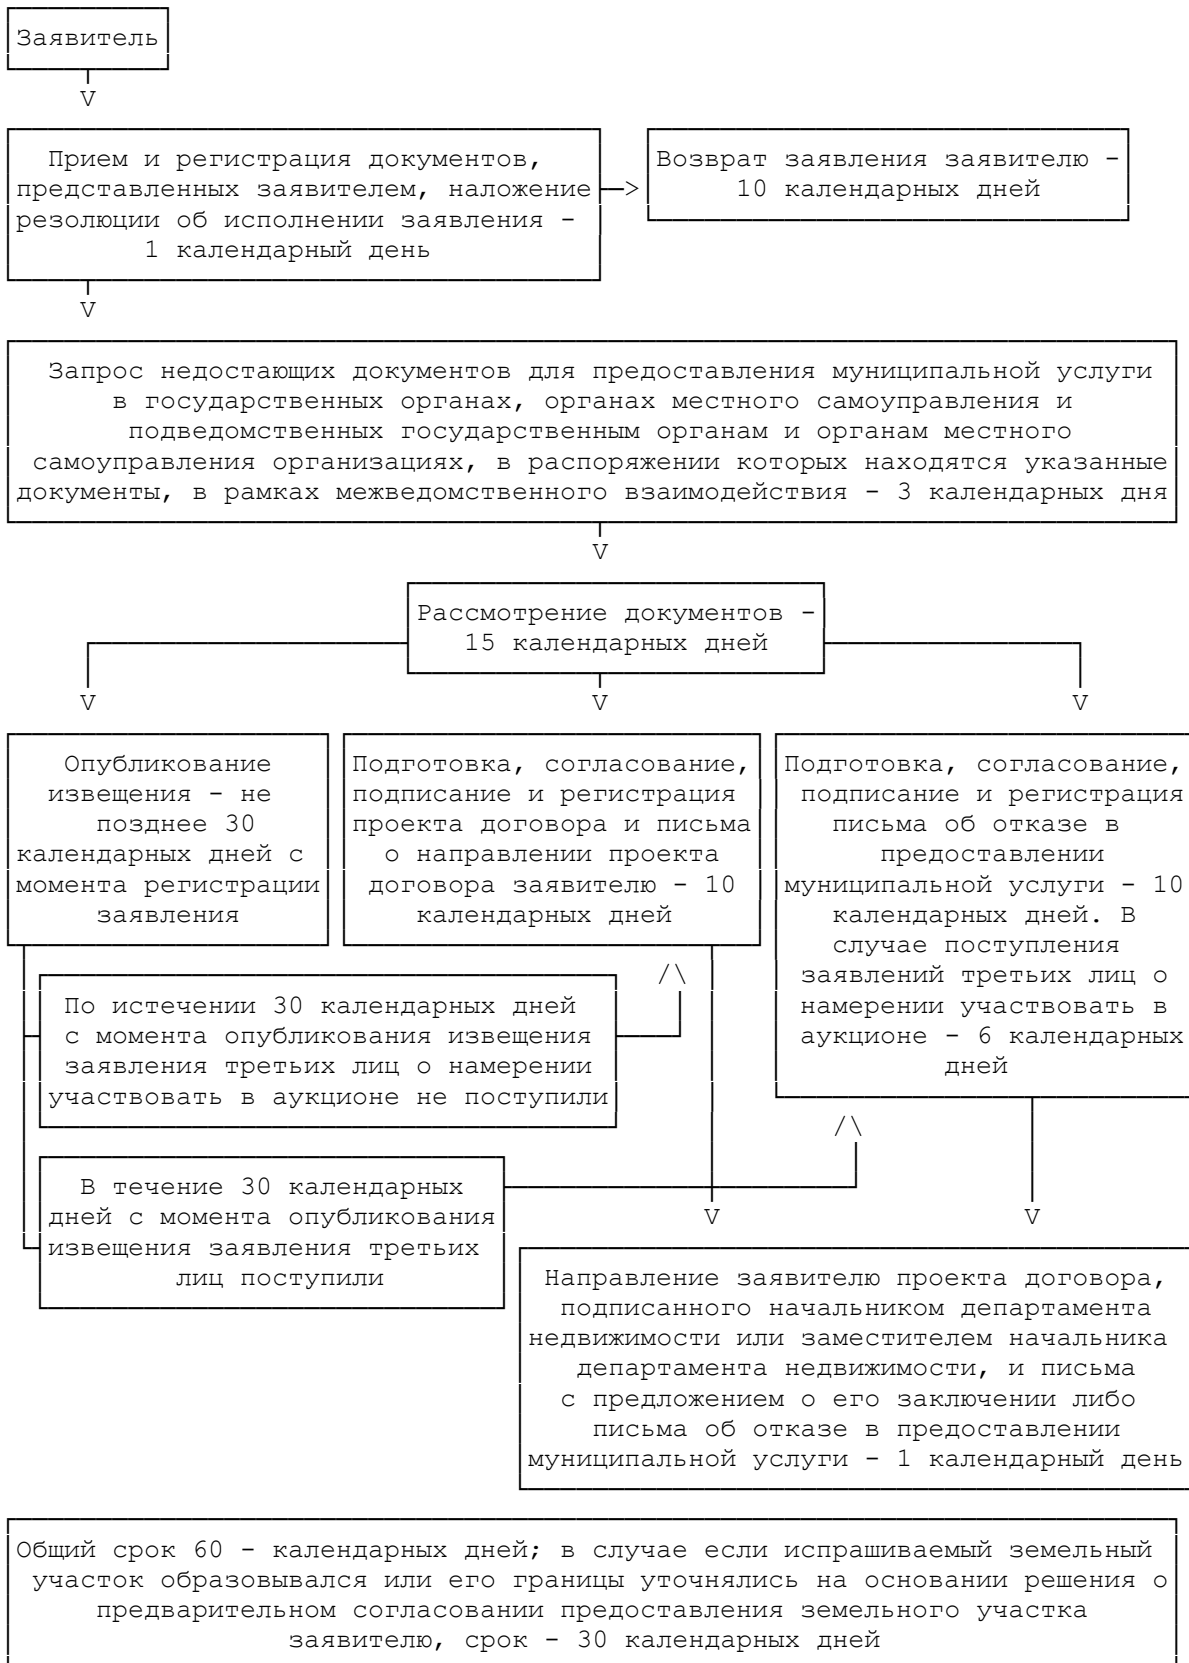 Заявитель
V
Прием и регистрация документов,
представленных заявителем, наложение
резолюции об исполнении заявления -
1 календарный день
>
Возврат заявления заявителю -
10 календарных дней
V
Запрос недостающих документов для предоставления муниципальной услуги
в государственных органах, органах местного самоуправления и
подведомственных государственным органам и органам местного
самоуправления организациях, в распоряжении которых находятся указанные
документы, в рамках межведомственного взаимодействия - 3 календарных дня
V
Рассмотрение документов -
15 календарных дней
V
V
V
Опубликование
извещения - не
позднее 30
календарных дней с
момента регистрации
заявления
Подготовка, согласование,
подписание и регистрация
проекта договора и письма
о направлении проекта
договора заявителю - 10
календарных дней
Подготовка, согласование,
подписание и регистрация
письма об отказе в
предоставлении
муниципальной услуги - 10
календарных дней. В
случае поступления
заявлений третьих лиц о
намерении участвовать в
аукционе - 6 календарных
дней
/\
По истечении 30 календарных дней
с момента опубликования извещения
заявления третьих лиц о намерении
участвовать в аукционе не поступили
/\
В течение 30 календарных
дней с момента опубликования
извещения заявления третьих
лиц поступили
V
V
Направление заявителю проекта договора,
подписанного начальником департамента
недвижимости или заместителем начальника
департамента недвижимости, и письма
с предложением о его заключении либо
письма об отказе в предоставлении
муниципальной услуги - 1 календарный день
Общий срок 60 - календарных дней; в случае если испрашиваемый земельный
участок образовывался или его границы уточнялись на основании решения о
предварительном согласовании предоставления земельного участка
заявителю, срок - 30 календарных дней